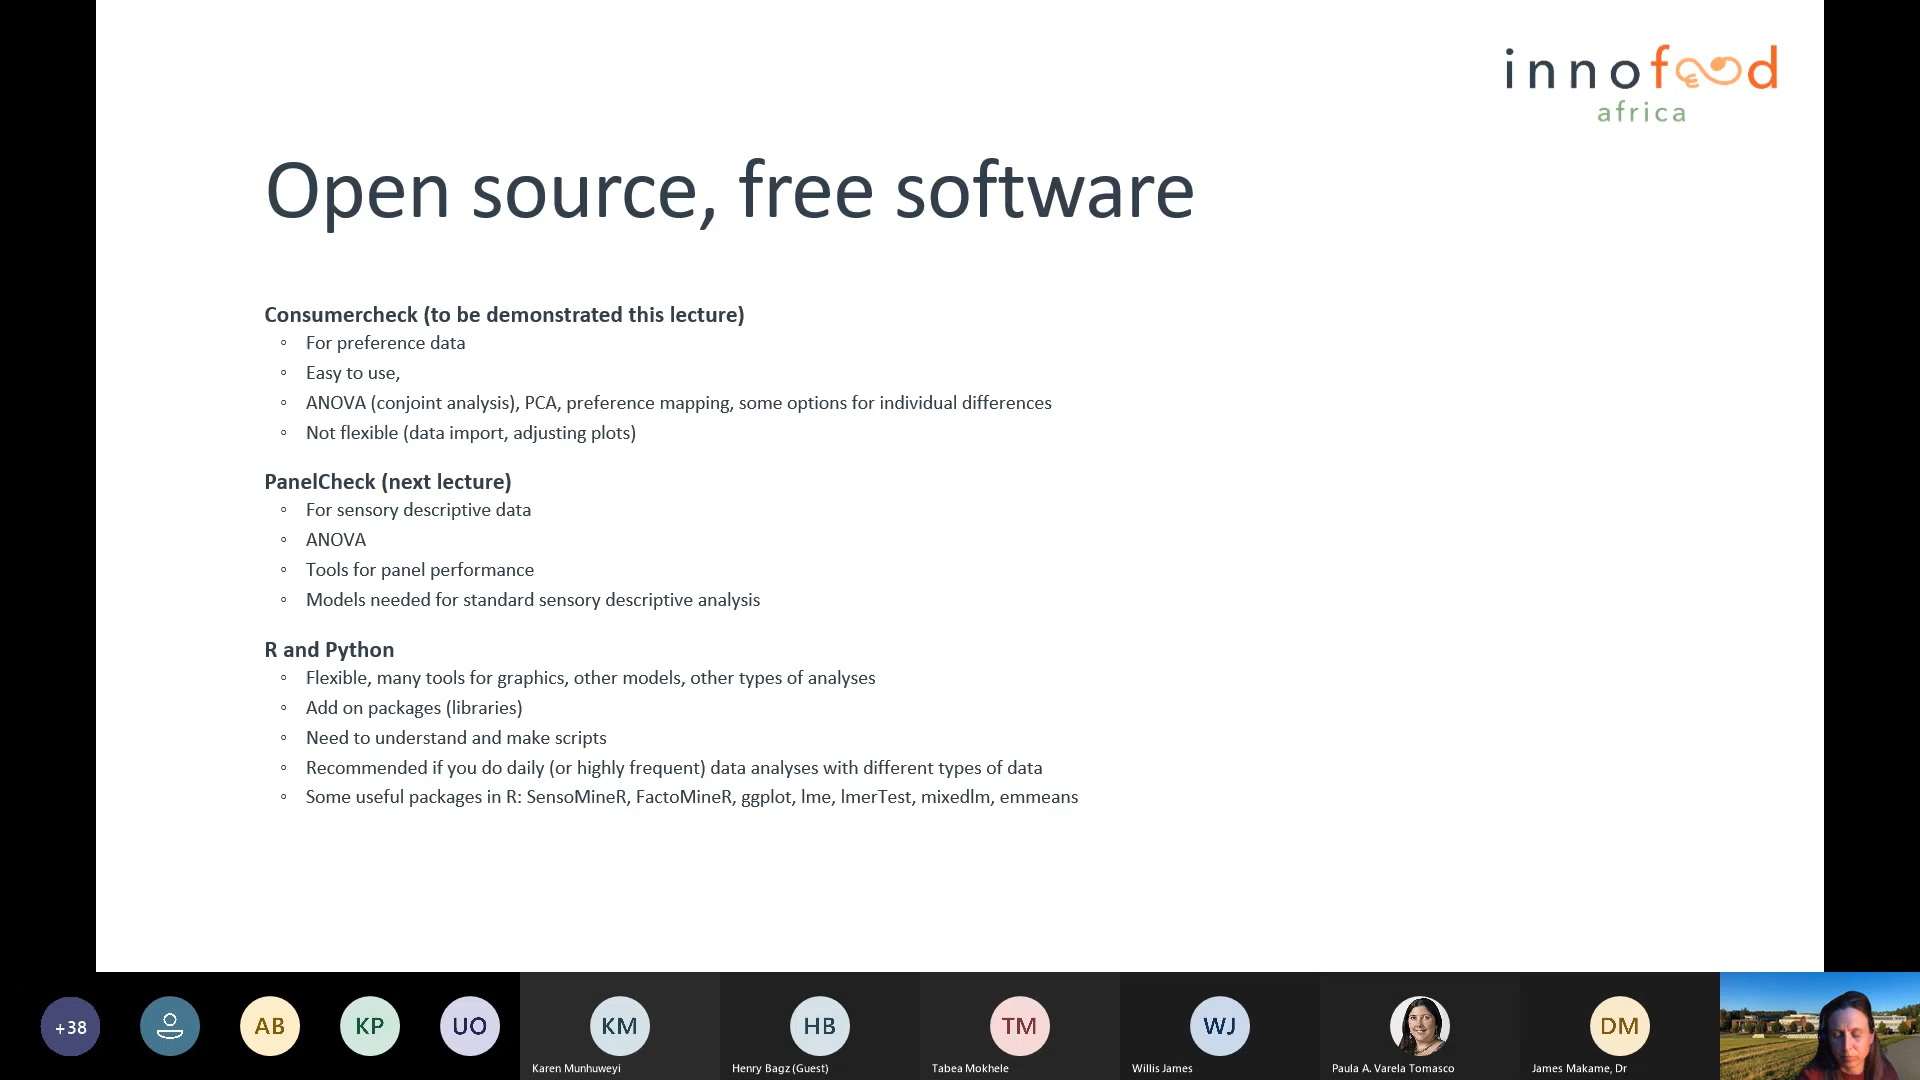 innofood
africa
Open source, free software
Consumercheck (to be demonstrated this lecture)
◦ For preference data
◦ Easy to use,
◦ ANOVA (conjoint analysis), PCA, preference mapping, some options for individual differences
◦ Not flexible (data import, adjusting plots)
PanelCheck (next lecture)
◦ For sensory descriptive data
◦ ANOVA
◦ Tools for panel performance
◦ Models needed for standard sensory descriptive analysis
R and Python
◦ Flexible, many tools for graphics, other models, other types of analyses
◦ Add on packages (libraries)
◦ Need to understand and make scripts
◦ Recommended if you do daily (or highly frequent) data analyses with different types of data
◦ Some useful packages in R: SensoMineR, FactoMineR, ggplot, lme, lmerTest, mixedlm, emmeans
+38 AB KP UO KM HB TM WJ DM
Karen Munhuweyi Henry Bagz (Guest) Tabea Mokhele Willis James Paula A. Varela Tomasco James Makame, Dr